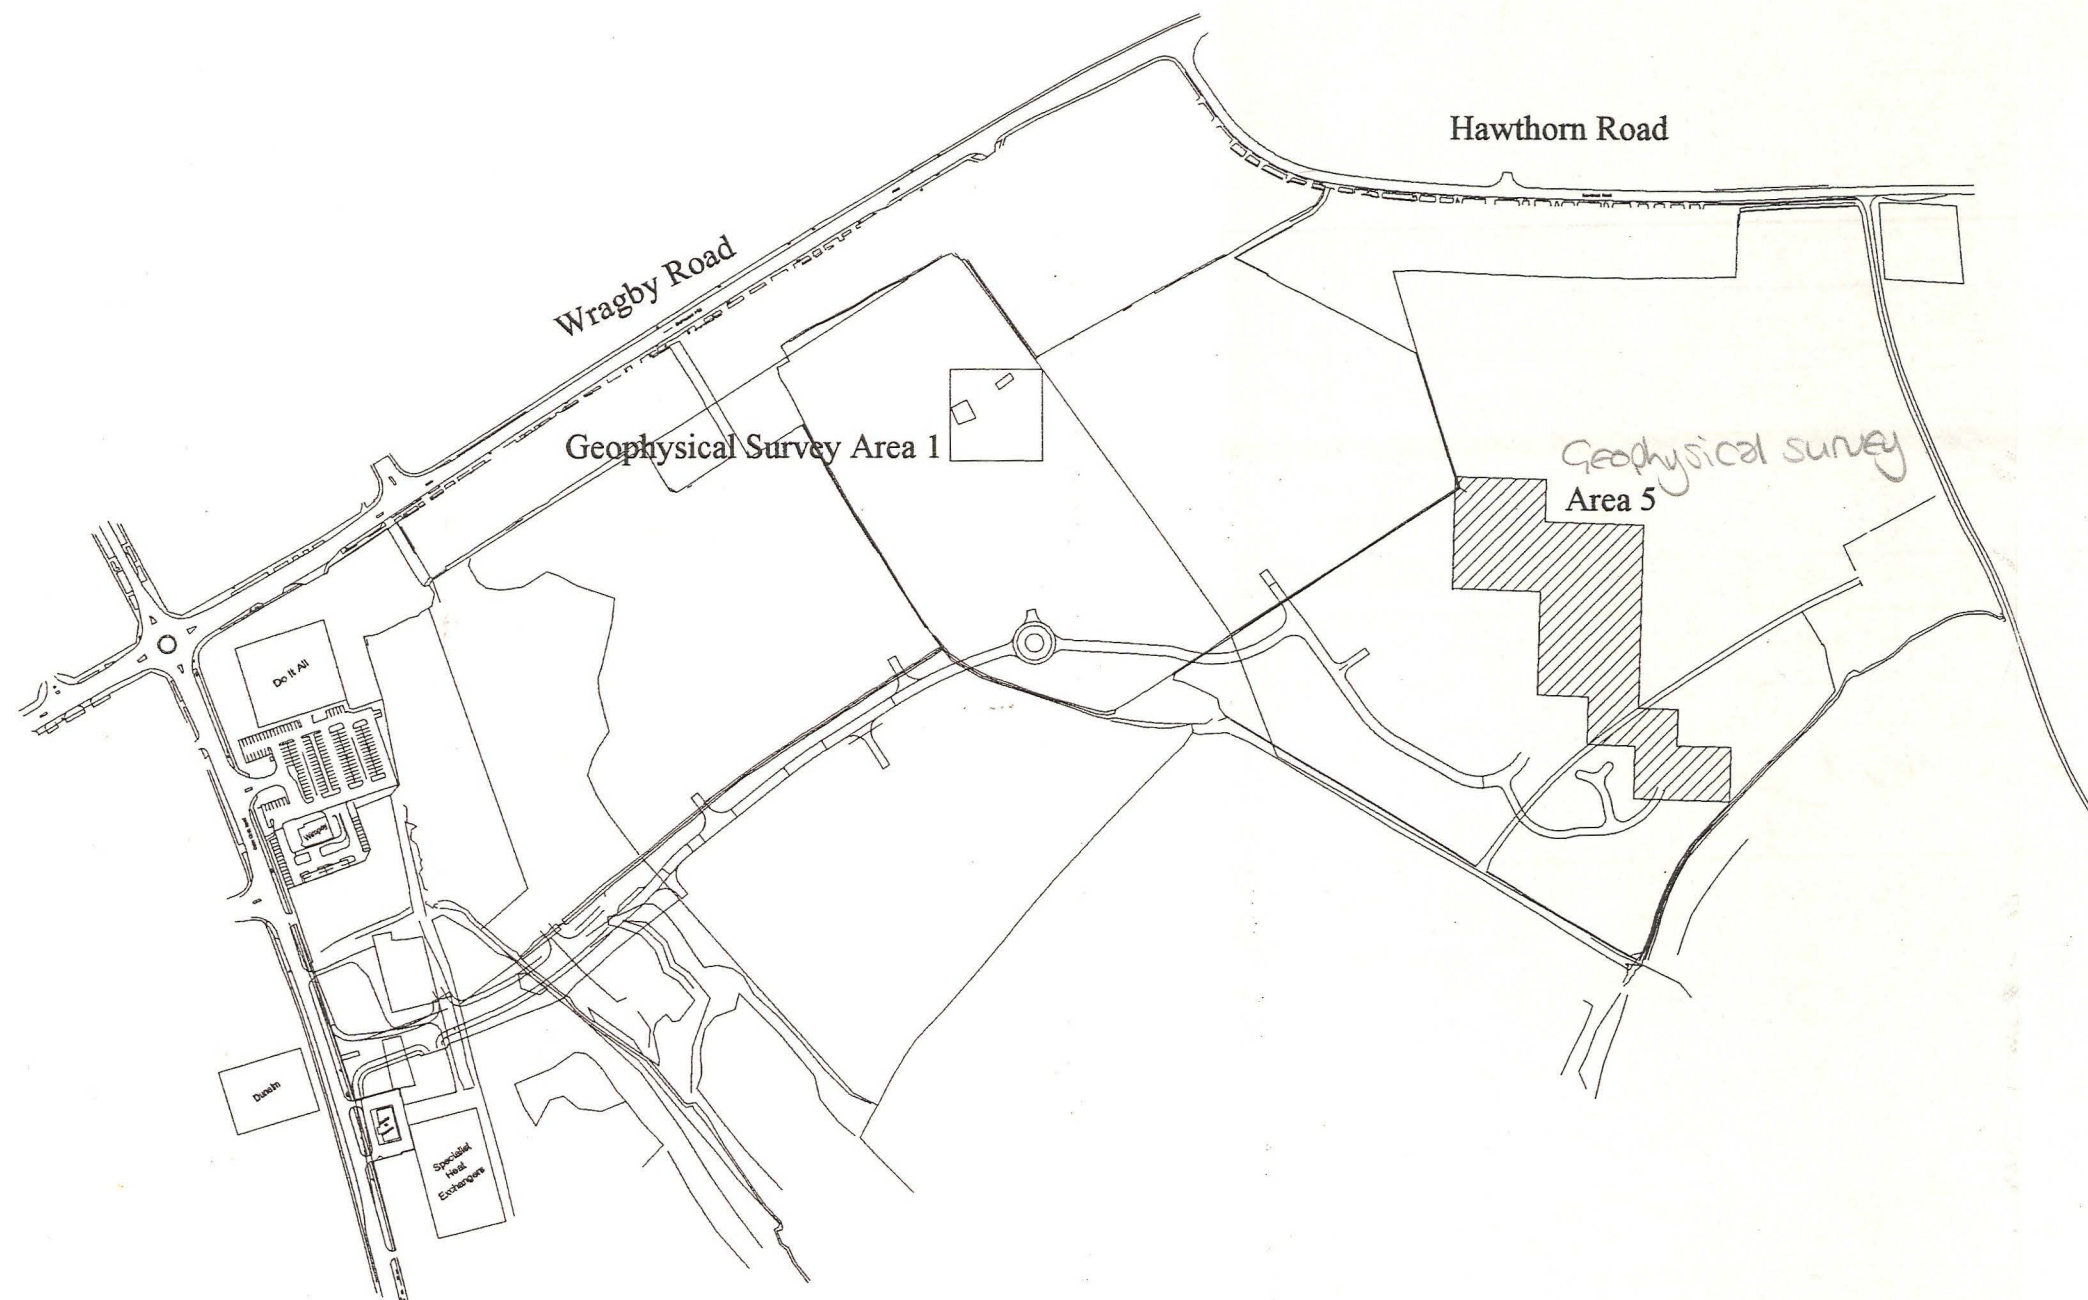 Hawthorn Road
Wragby Road
Geophysical Survey Area 1
Geophysical survey
Area 5
Do It All
Wragby
Dunelm
Specialist
Heat
Exchangers